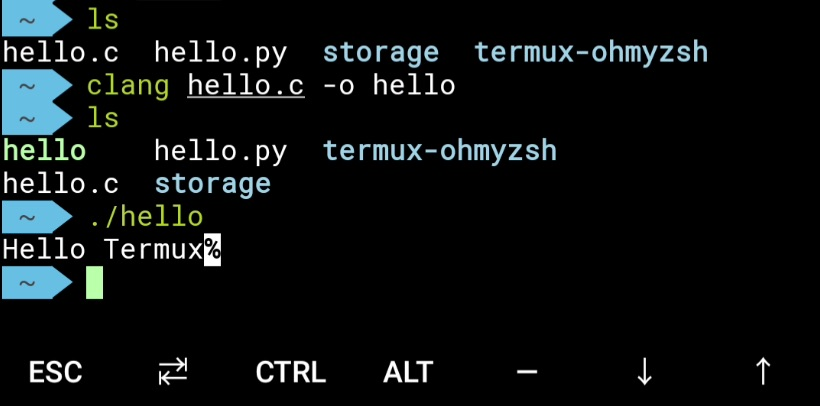 ~ ls
hello.c hello.py storage termux-ohmyzsh
~ clang hello.c -o hello
~ ls
hello hello.py termux-ohmyzsh
hello.c storage
~ ./hello
Hello Termux%
~
ESC ⇄ CTRL ALT — ↓ ↑